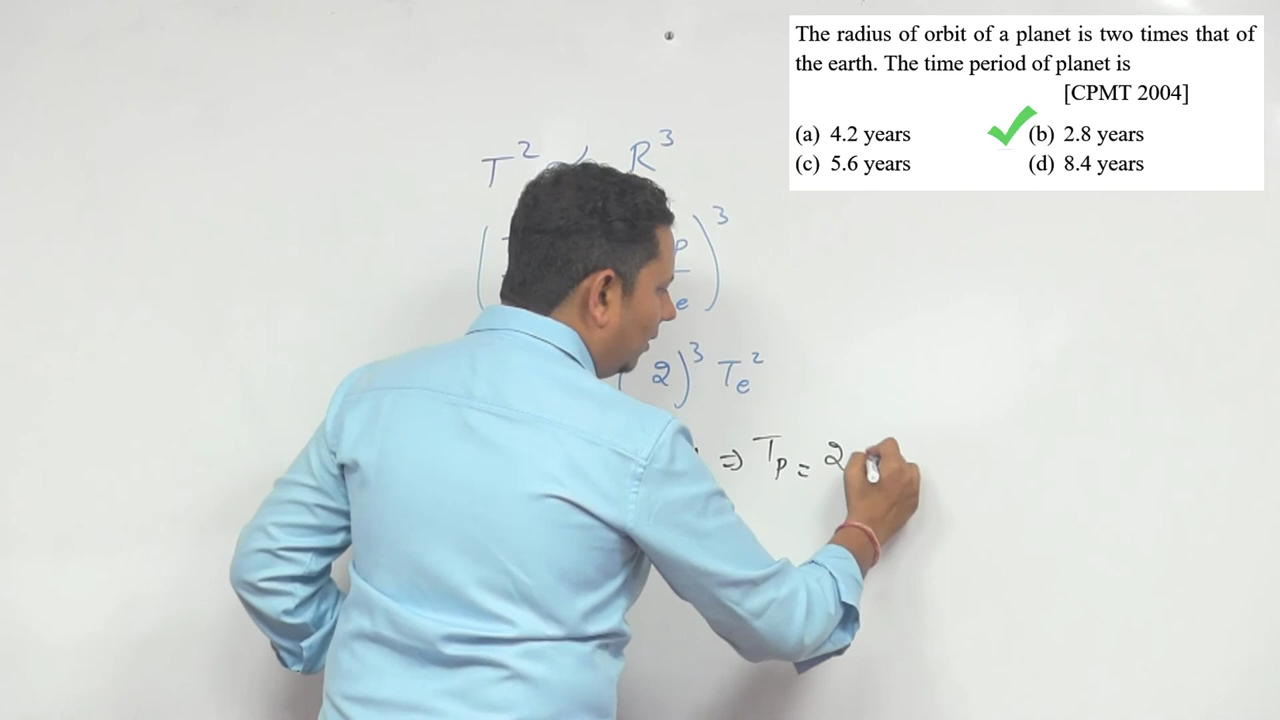 The radius of orbit of a planet is two times that of
the earth. The time period of planet is
[CPMT 2004]
(a) 4.2 years (b) 2.8 years
(c) 5.6 years (d) 8.4 years
T² R³
( p )³
e
2)³ Te²
⇒ Tp = 2